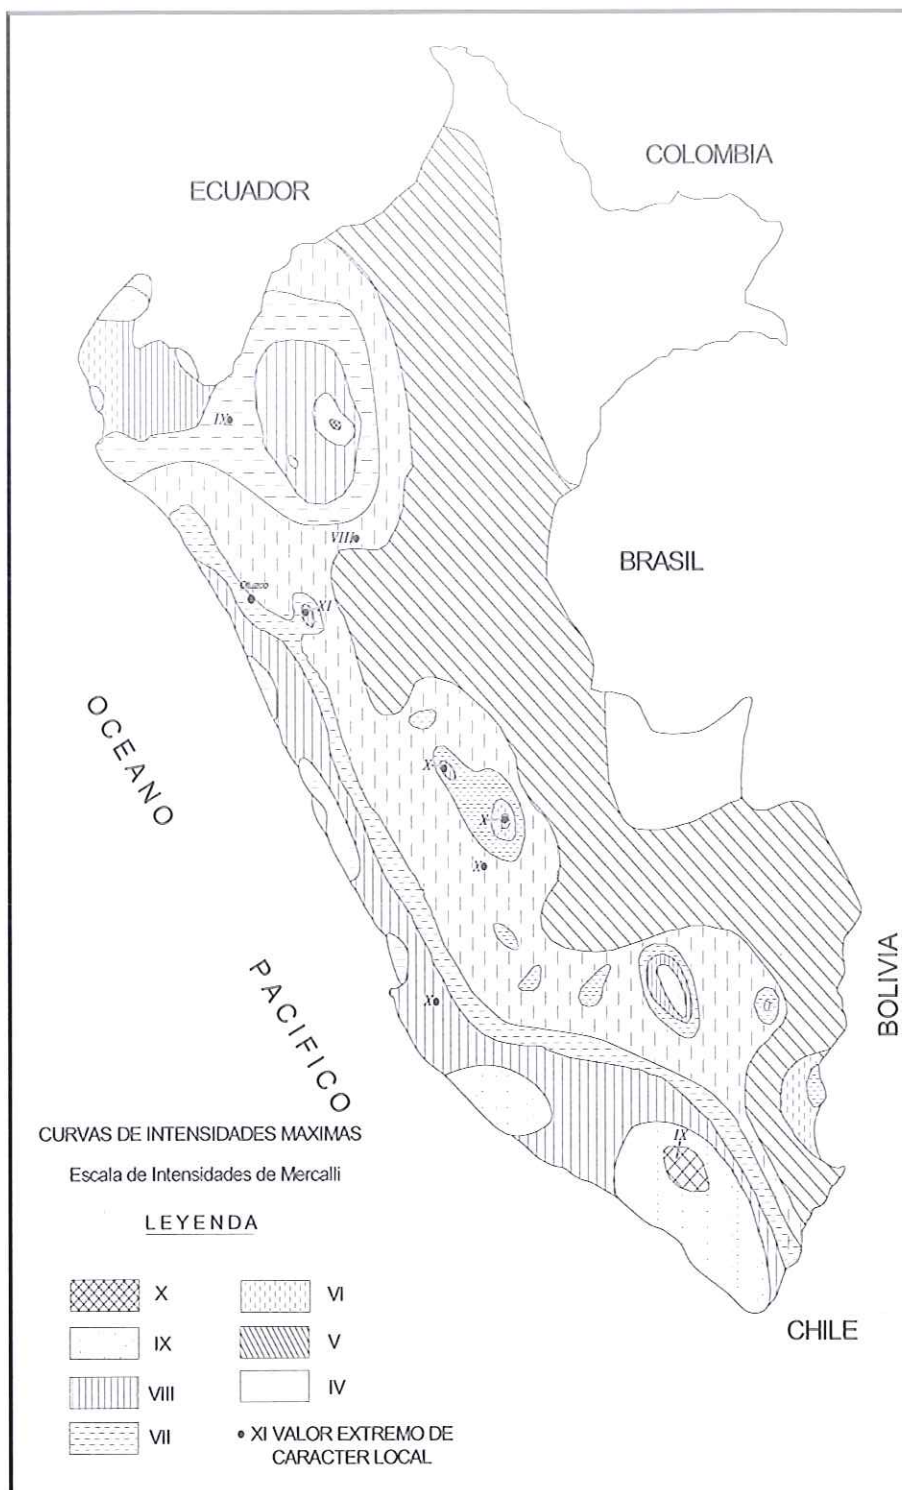 COLOMBIA
ECUADOR
IX
VIII
BRASIL
XI
OCEANO
X
X
X
BOLIVIA
PACIFICO
X
CURVAS DE INTENSIDADES MAXIMAS
IX
Escala de Intensidades de Mercalli
LEYENDA
X
VI
CHILE
IX
V
VIII
IV
VII
XI VALOR EXTREMO DE
CARACTER LOCAL